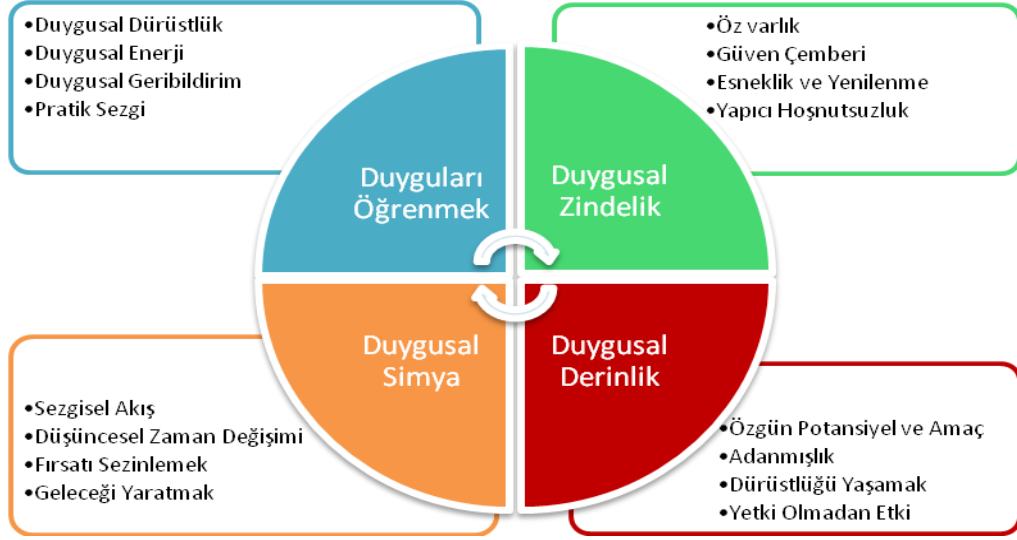 •Duygusal Dürüstlük
•Duygusal Enerji
•Duygusal Geribildirim
•Pratik Sezgi
•Öz varlık
•Güven Çemberi
•Esneklik ve Yenilenme
•Yapıcı Hoşnutsuzluk
Duyguları
Öğrenmek
Duygusal
Zindelik
Duygusal
Simya
Duygusal
Derinlik
•Sezgisel Akış
•Düşüncesel Zaman Değişimi
•Fırsatı Sezinlemek
•Geleceği Yaratmak
•Özgün Potansiyel ve Amaç
•Adanmışlık
•Dürüstlüğü Yaşamak
•Yetki Olmadan Etki